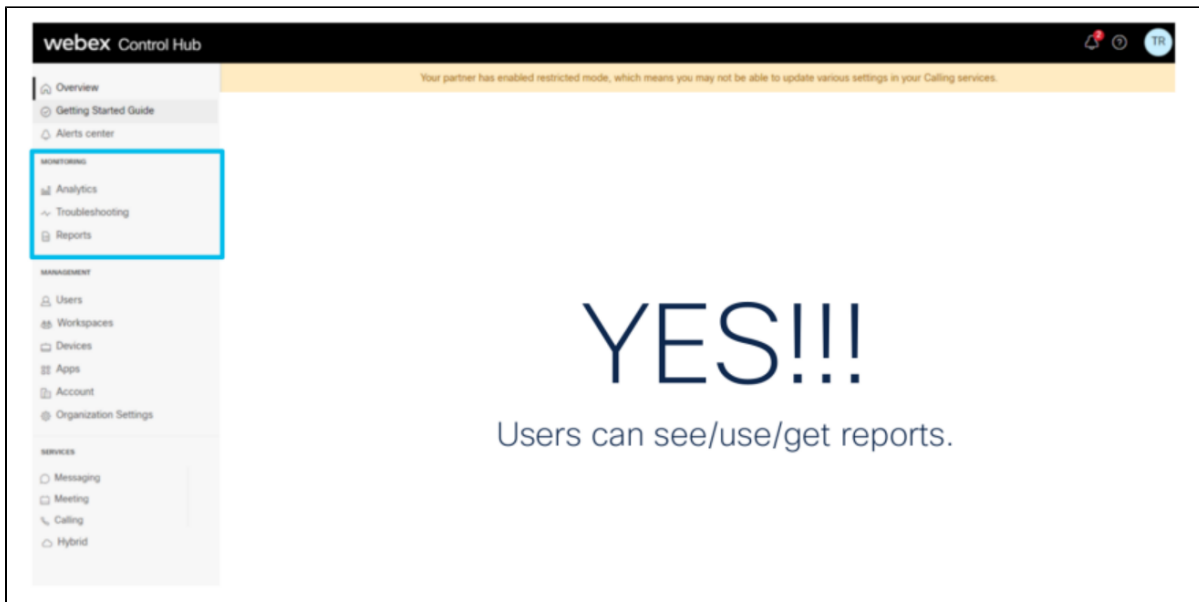 webex Control Hub
2
TR
Your partner has enabled restricted mode, which means you may not be able to update various settings in your Calling services.
Overview
Getting Started Guide
Alerts center
MONITORING
Analytics
Troubleshooting
Reports
MANAGEMENT
Users
Workspaces
Devices
Apps
Account
Organization Settings
SERVICES
Messaging
Meeting
Calling
Hybrid
YES!!!
Users can see/use/get reports.